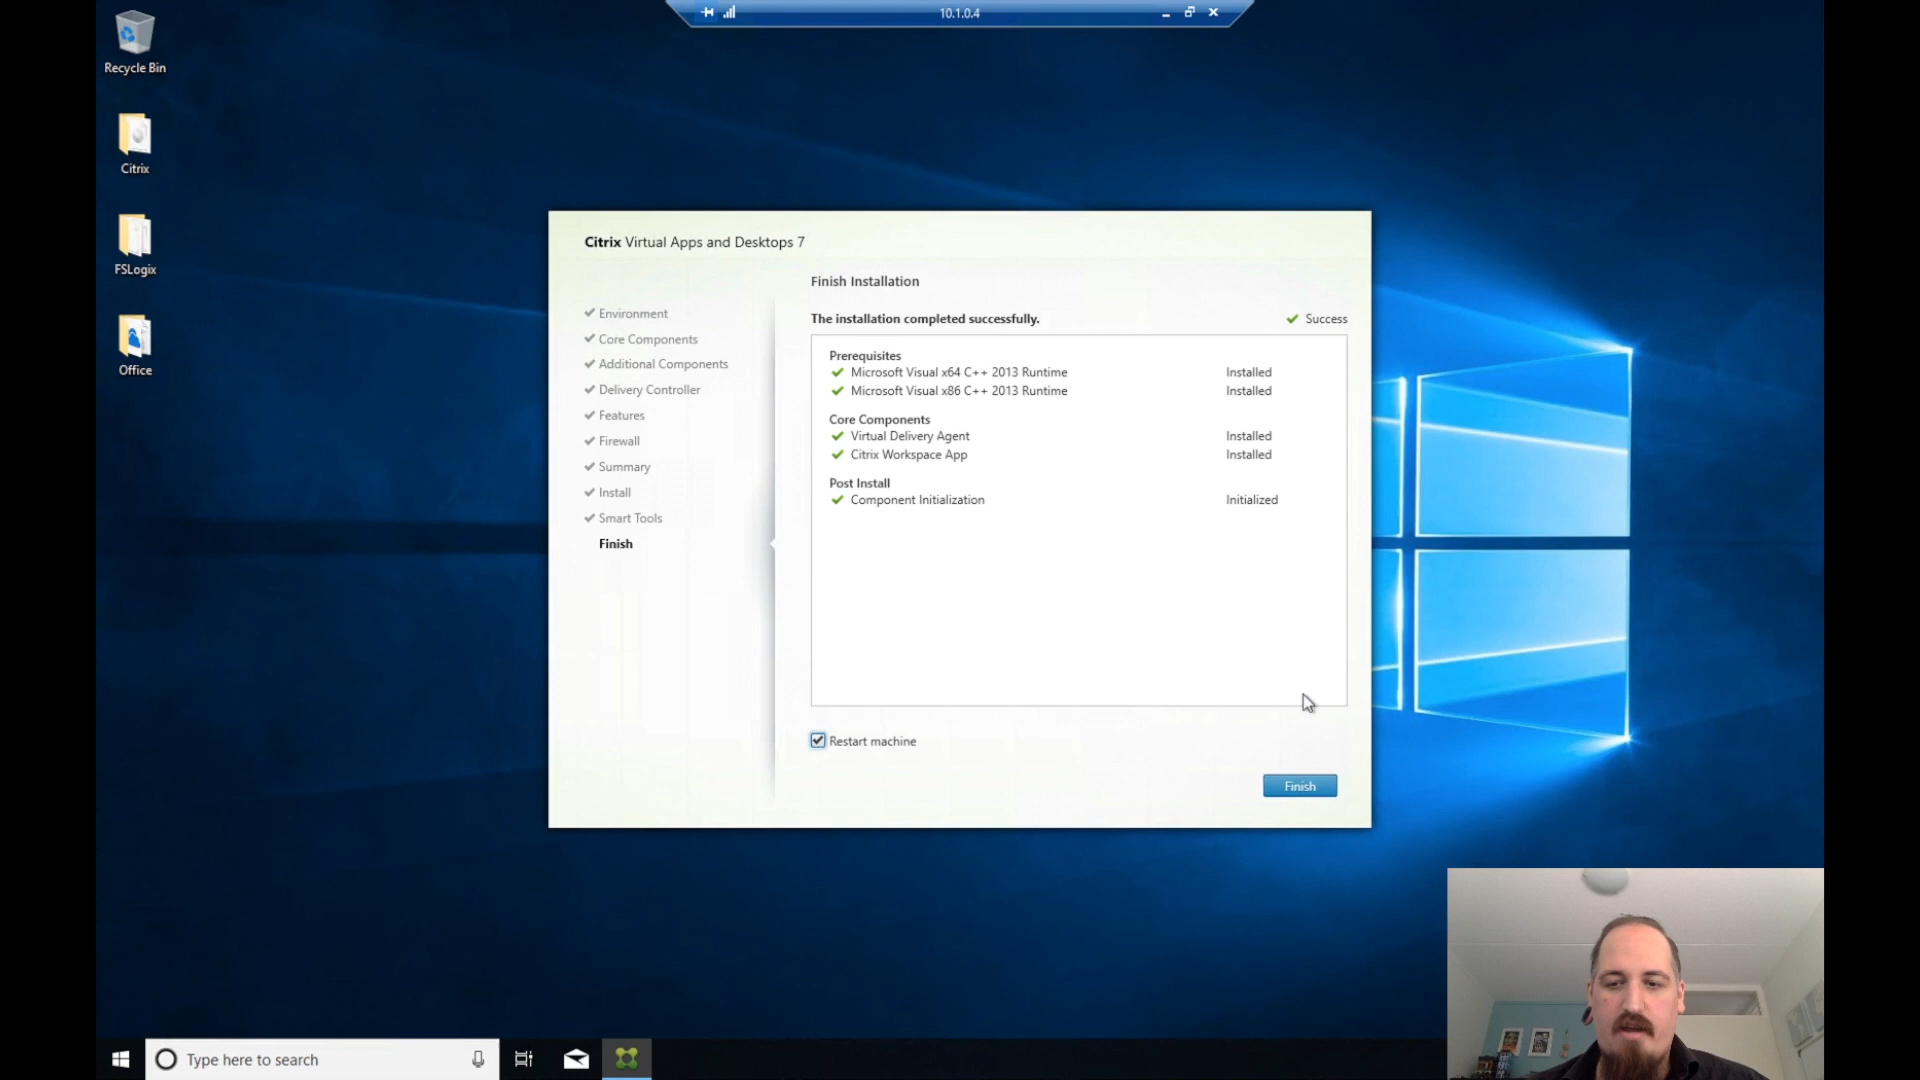 10.1.0.4
Recycle Bin
Citrix
FSLogix
Office
Citrix Virtual Apps and Desktops 7
Environment
Core Components
Additional Components
Delivery Controller
Features
Firewall
Summary
Install
Smart Tools
Finish
Finish Installation
The installation completed successfully. Success
Prerequisites
Microsoft Visual x64 C++ 2013 Runtime Installed
Microsoft Visual x86 C++ 2013 Runtime Installed
Core Components
Virtual Delivery Agent Installed
Citrix Workspace App Installed
Post Install
Component Initialization Initialized
Restart machine
Finish
Type here to search